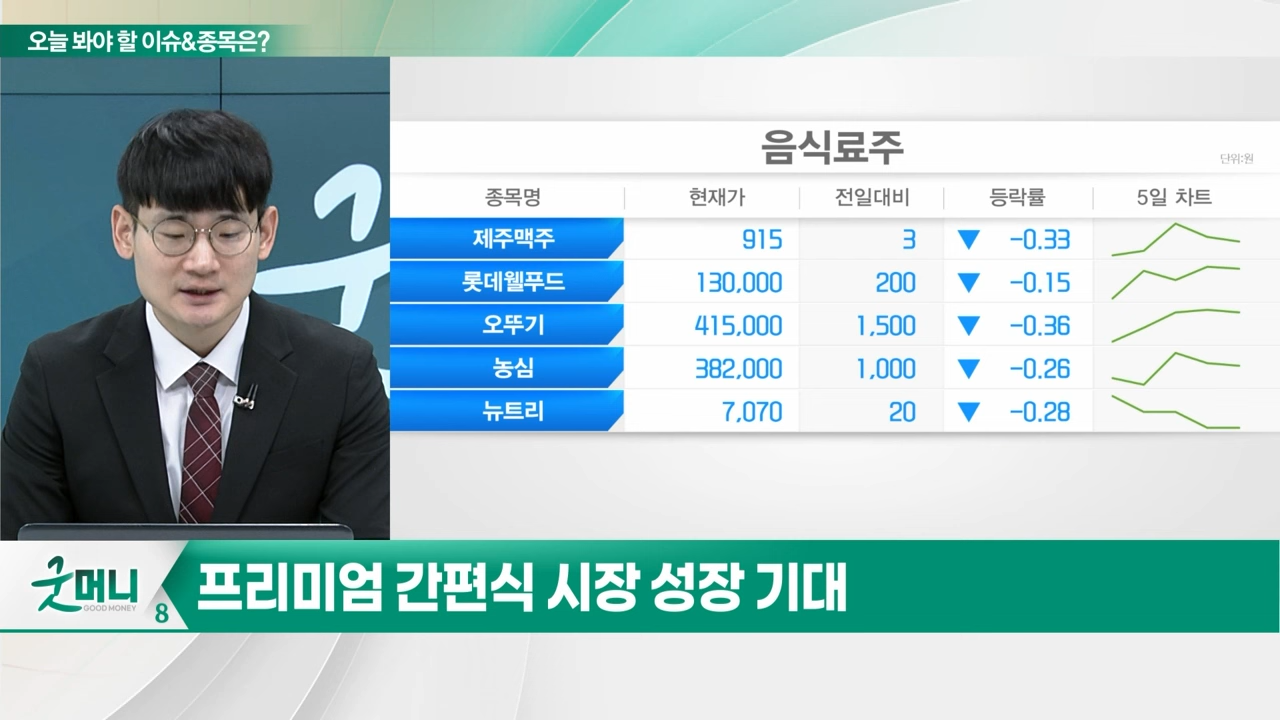 오늘 봐야 할 이슈&종목은?
음식료주
단위:원
종목명 현재가 전일대비 등락률 5일 차트
제주맥주 915 3 ▼ -0.33
롯데웰푸드 130,000 200 ▼ -0.15
오뚜기 415,000 1,500 ▼ -0.36
농심 382,000 1,000 ▼ -0.26
뉴트리 7,070 20 ▼ -0.28
굿머니
GOOD MONEY
8
프리미엄 간편식 시장 성장 기대